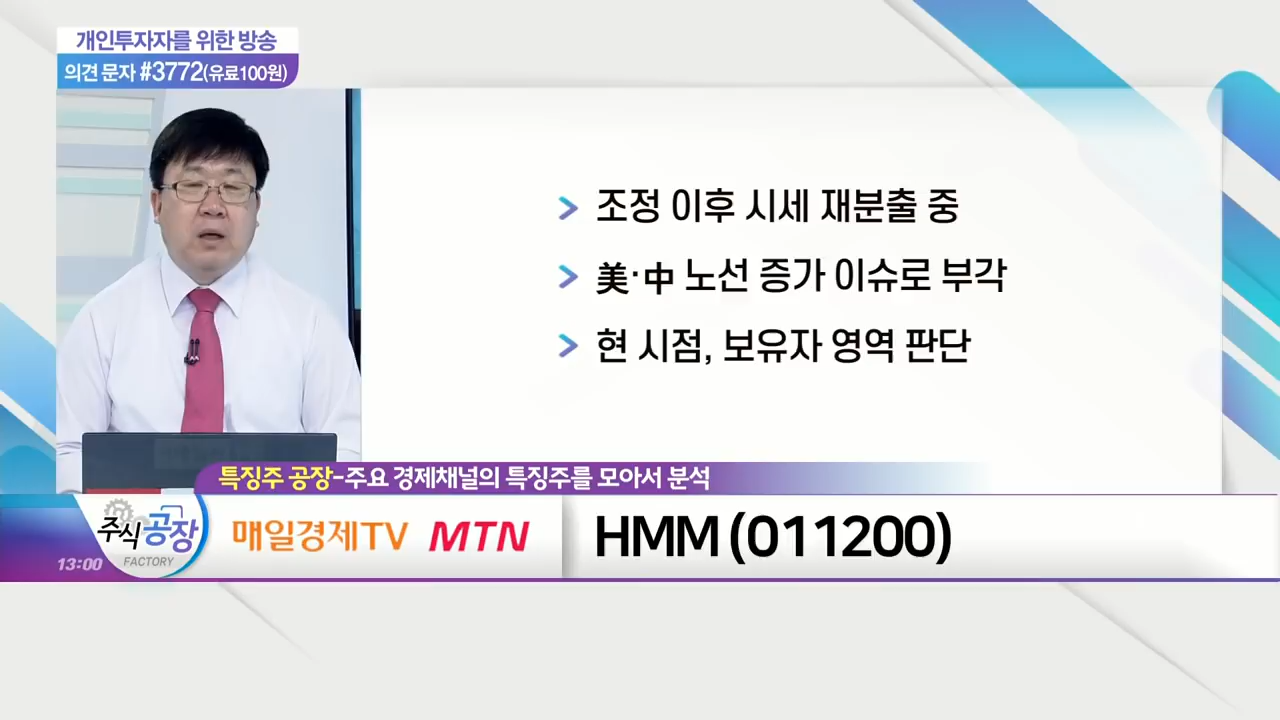 개인투자자를 위한 방송
의견 문자 #3772(유료100원)
조정 이후 시세 재분출 중
美·中 노선 증가 이슈로 부각
현 시점, 보유자 영역 판단
특징주 공장-주요 경제채널의 특징주를 모아서 분석
주식공장
FACTORY
13:00
매일경제TV MTN
HMM (011200)